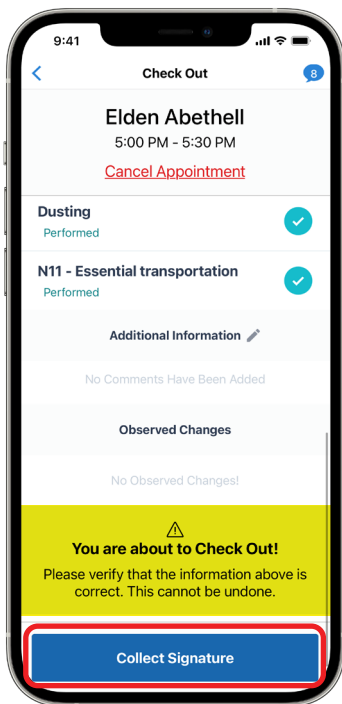 9:41
Check Out
8
Elden Abethell
5:00 PM - 5:30 PM
Cancel Appointment
Dusting
Performed
N11 - Essential transportation
Performed
Additional Information
No Comments Have Been Added
Observed Changes
No Observed Changes!
You are about to Check Out!
Please verify that the information above is
correct. This cannot be undone.
Collect Signature